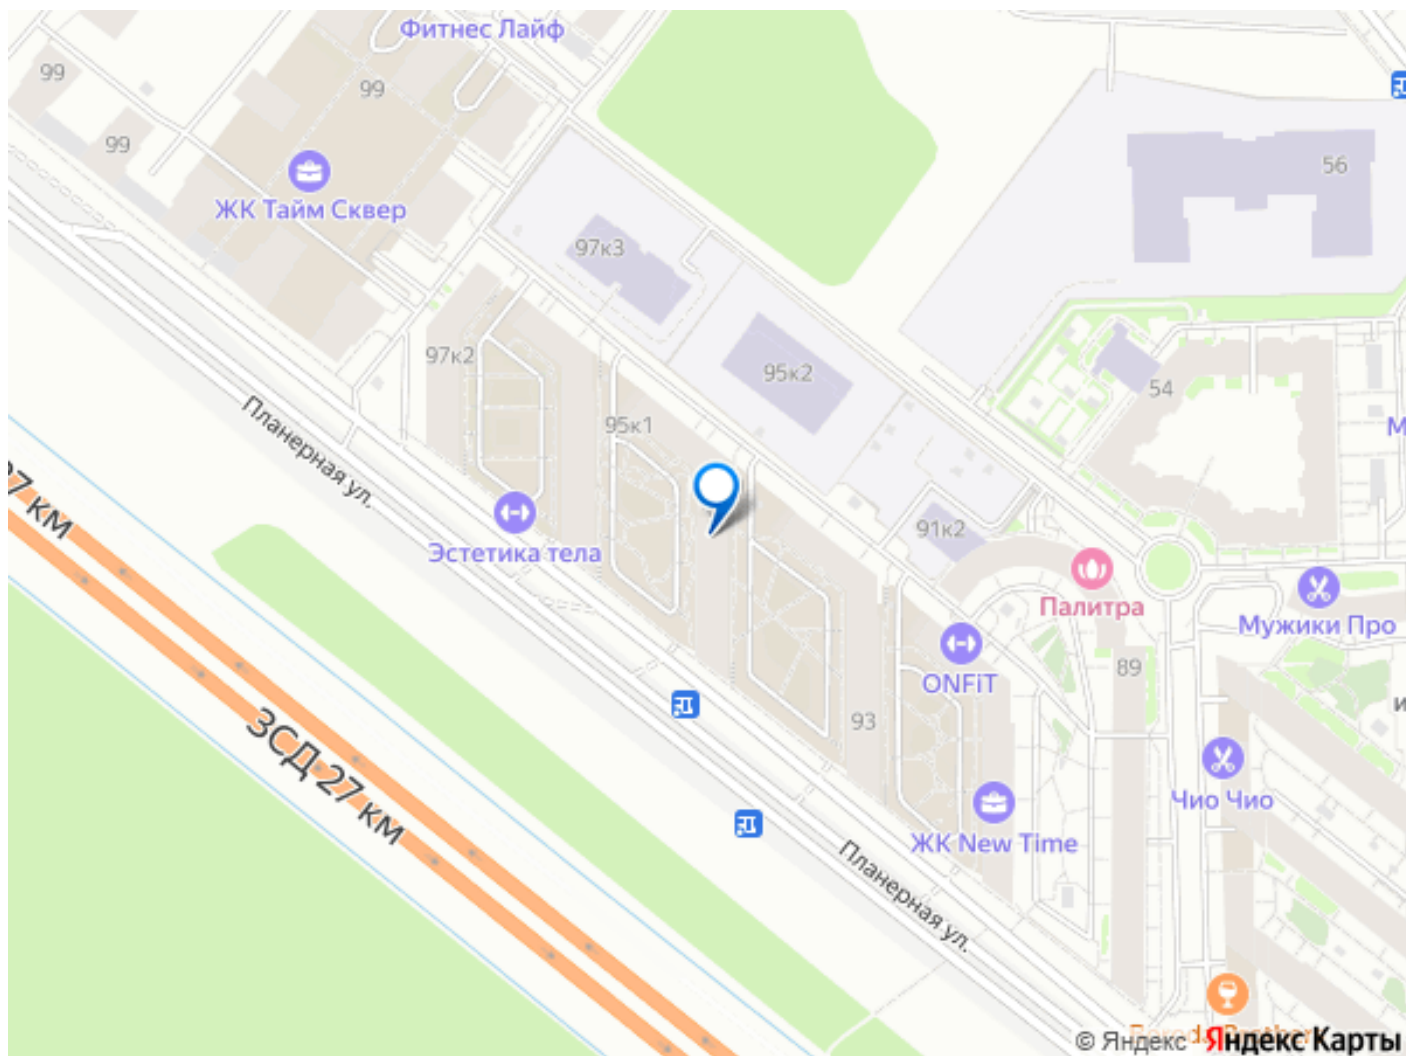 Фитнес Лайф
99
99
99
ЖК Тайм Сквер
56
97к3
97к2
95к2
54
М
95к1
Планерная ул.
27 км
Эстетика тела
91к2
Палитра
Мужики Про
ONFiT
89
и
93
ЗСД 27 км
Чио Чио
ЖК New Time
Планерная ул.
© Яндекс Яндекс Карты